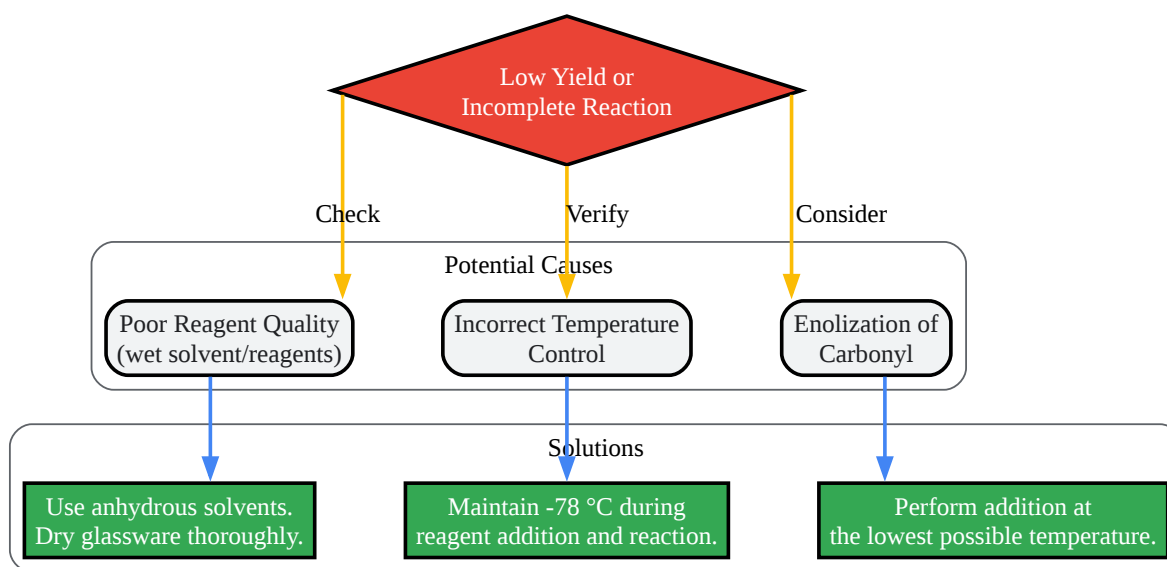 Low Yield or
Incomplete Reaction
Check
Verify
Consider
Potential Causes
Poor Reagent Quality
(wet solvent/reagents)
Incorrect Temperature
Control
Enolization of
Carbonyl
Solutions
Use anhydrous solvents.
Dry glassware thoroughly.
Maintain -78 °C during
reagent addition and reaction.
Perform addition at
the lowest possible temperature.